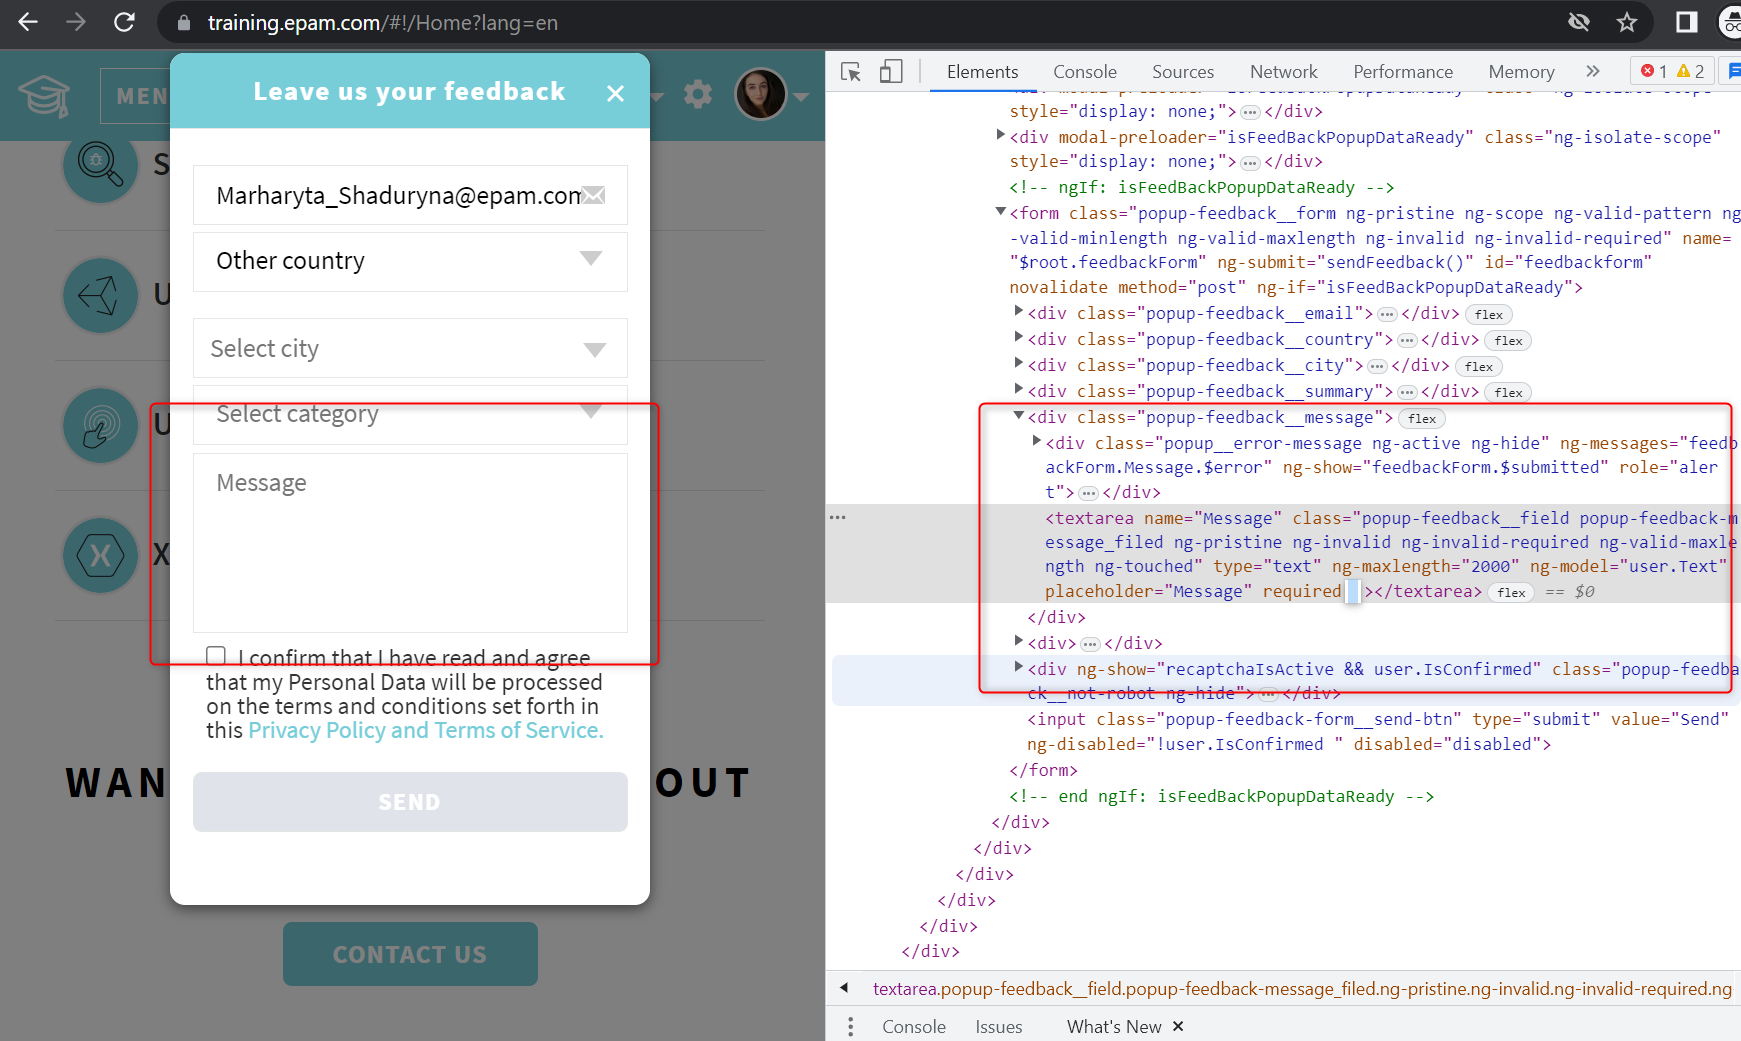 training.epam.com/#!/Home?lang=en
MEN
Leave us your feedback
Marharyta_Shaduryna@epam.com
Other country
Select city
Select category
Message
I confirm that I have read and agree
that my Personal Data will be processed
on the terms and conditions set forth in
this Privacy Policy and Terms of Service.
SEND
S
U
U
X
WAN
OUT
CONTACT US
Elements Console Sources Network Performance Memory » 1 2
style="display: none;"> ••• </div>
<div modal-preloader="isFeedBackPopupDataReady" class="ng-isolate-scope"
style="display: none;"> ••• </div>
<!-- ngIf: isFeedBackPopupDataReady -->
<form class="popup-feedback__form ng-pristine ng-scope ng-valid-pattern ng
-valid-minlength ng-valid-maxlength ng-invalid ng-invalid-required" name=
"$root.feedbackForm" ng-submit="sendFeedback()" id="feedbackform"
novalidate method="post" ng-if="isFeedBackPopupDataReady">
<div class="popup-feedback__email"> ••• </div> flex
<div class="popup-feedback__country"> ••• </div> flex
<div class="popup-feedback__city"> ••• </div> flex
<div class="popup-feedback__summary"> ••• </div> flex
<div class="popup-feedback__message"> flex
<div class="popup__error-message ng-active ng-hide" ng-messages="feedb
ackForm.Message.$error" ng-show="feedbackForm.$submitted" role="aler
t"> ••• </div>
<textarea name="Message" class="popup-feedback__field popup-feedback-m
essage_filed ng-pristine ng-invalid ng-invalid-required ng-valid-maxle
ngth ng-touched" type="text" ng-maxlength="2000" ng-model="user.Text"
placeholder="Message" required ></textarea> flex == $0
</div>
<div> ••• </div>
<div ng-show="recaptchaIsActive && user.IsConfirmed" class="popup-feedba
ck__not-robot ng-hide"> ••• </div>
<input class="popup-feedback-form__send-btn" type="submit" value="Send"
ng-disabled="!user.IsConfirmed " disabled="disabled">
</form>
<!-- end ngIf: isFeedBackPopupDataReady -->
</div>
</div>
</div>
</div>
</div>
</div>
textarea.popup-feedback__field.popup-feedback-message_filed.ng-pristine.ng-invalid.ng-invalid-required.ng
Console Issues What's New ×